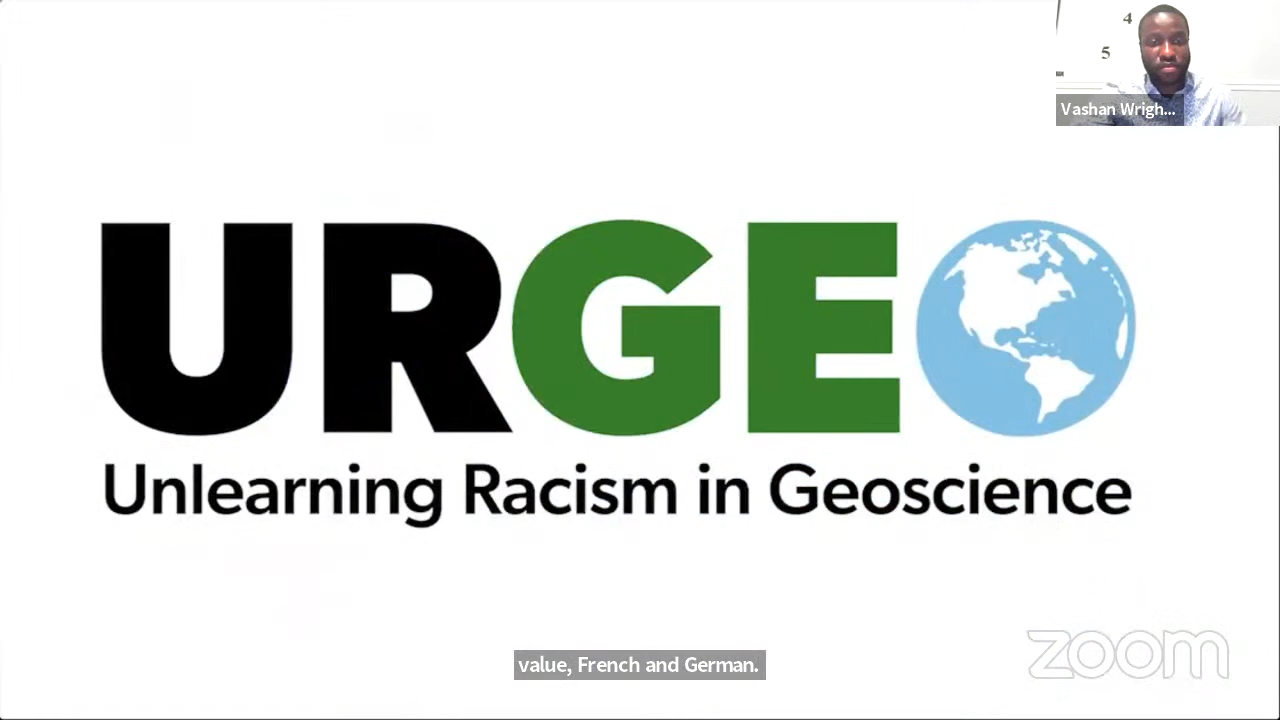 4
5
Vashan Wrigh...
URGE
Unlearning Racism in Geoscience
value, French and German.
zoom